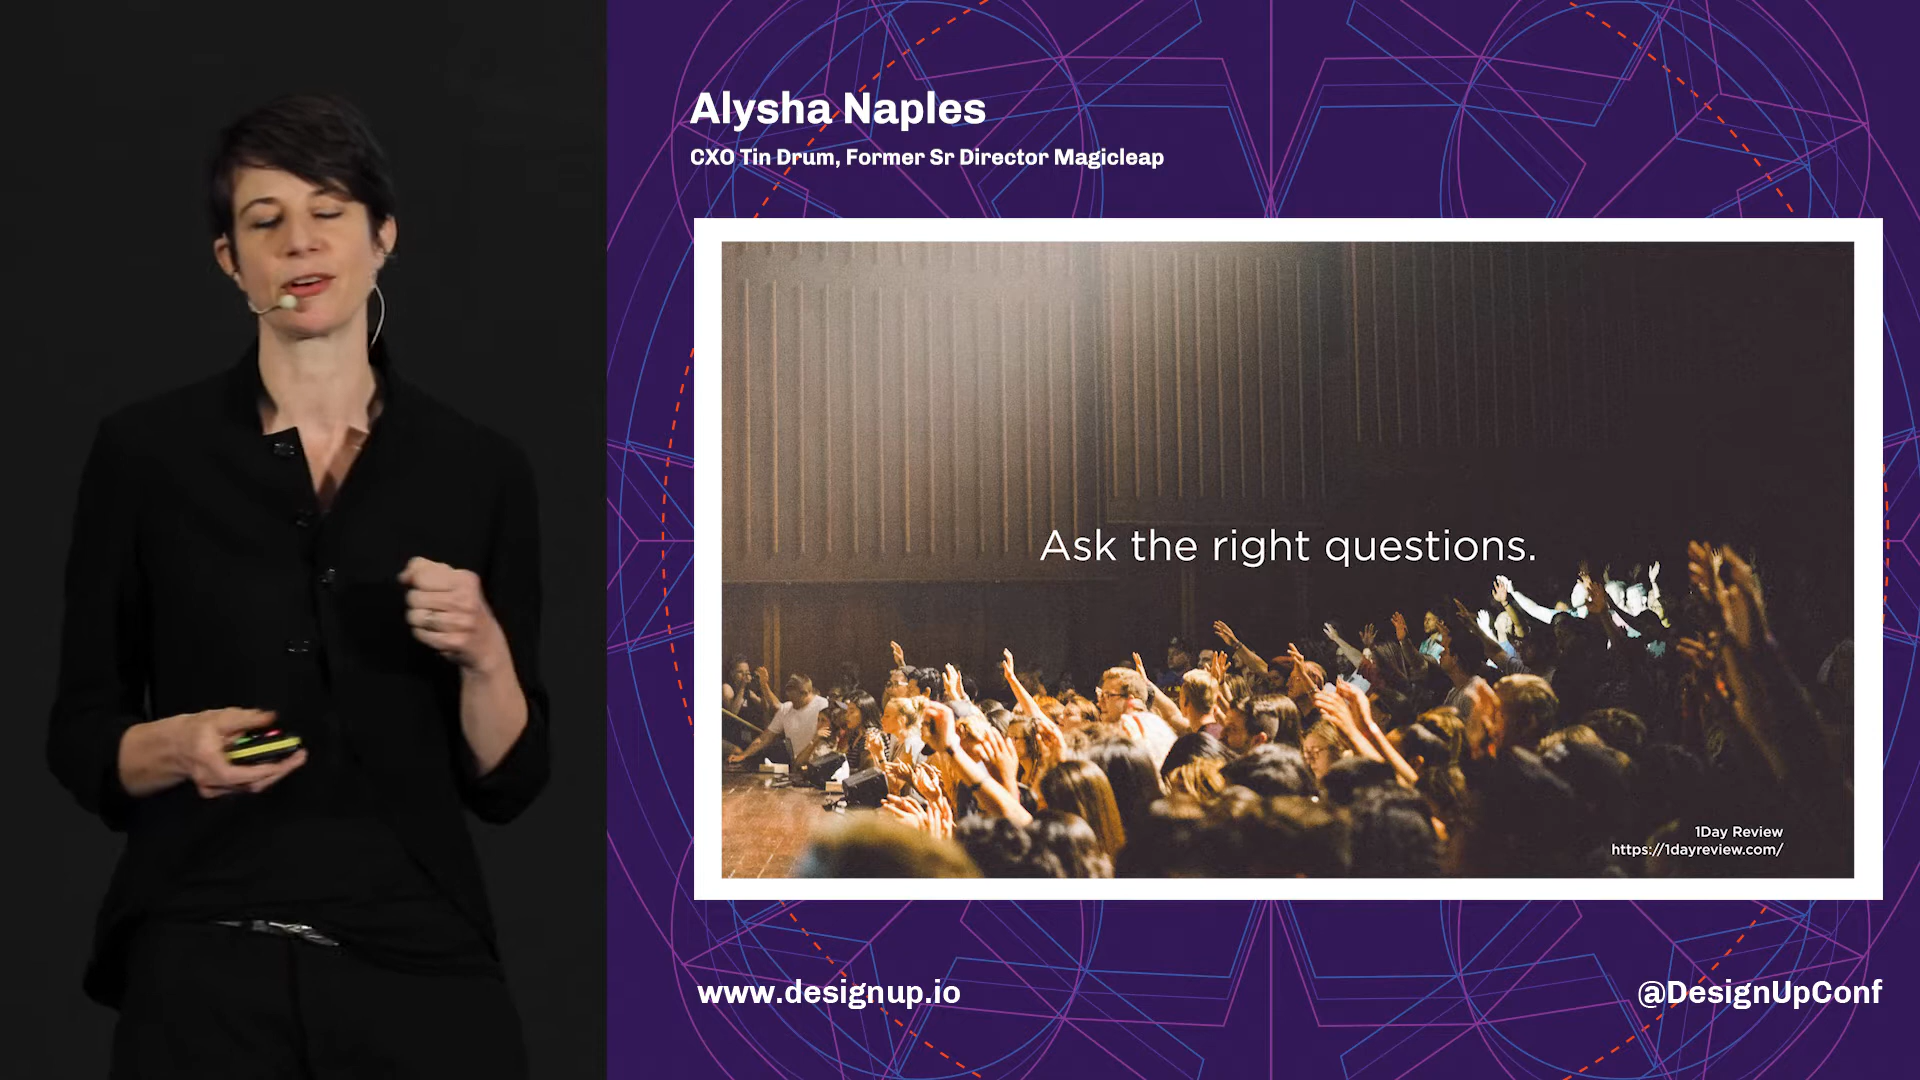 Alysha Naples
CXO Tin Drum, Former Sr Director Magicleap
Ask the right questions.
1Day Review
https://1dayreview.com/
www.designup.io
@DesignUpConf